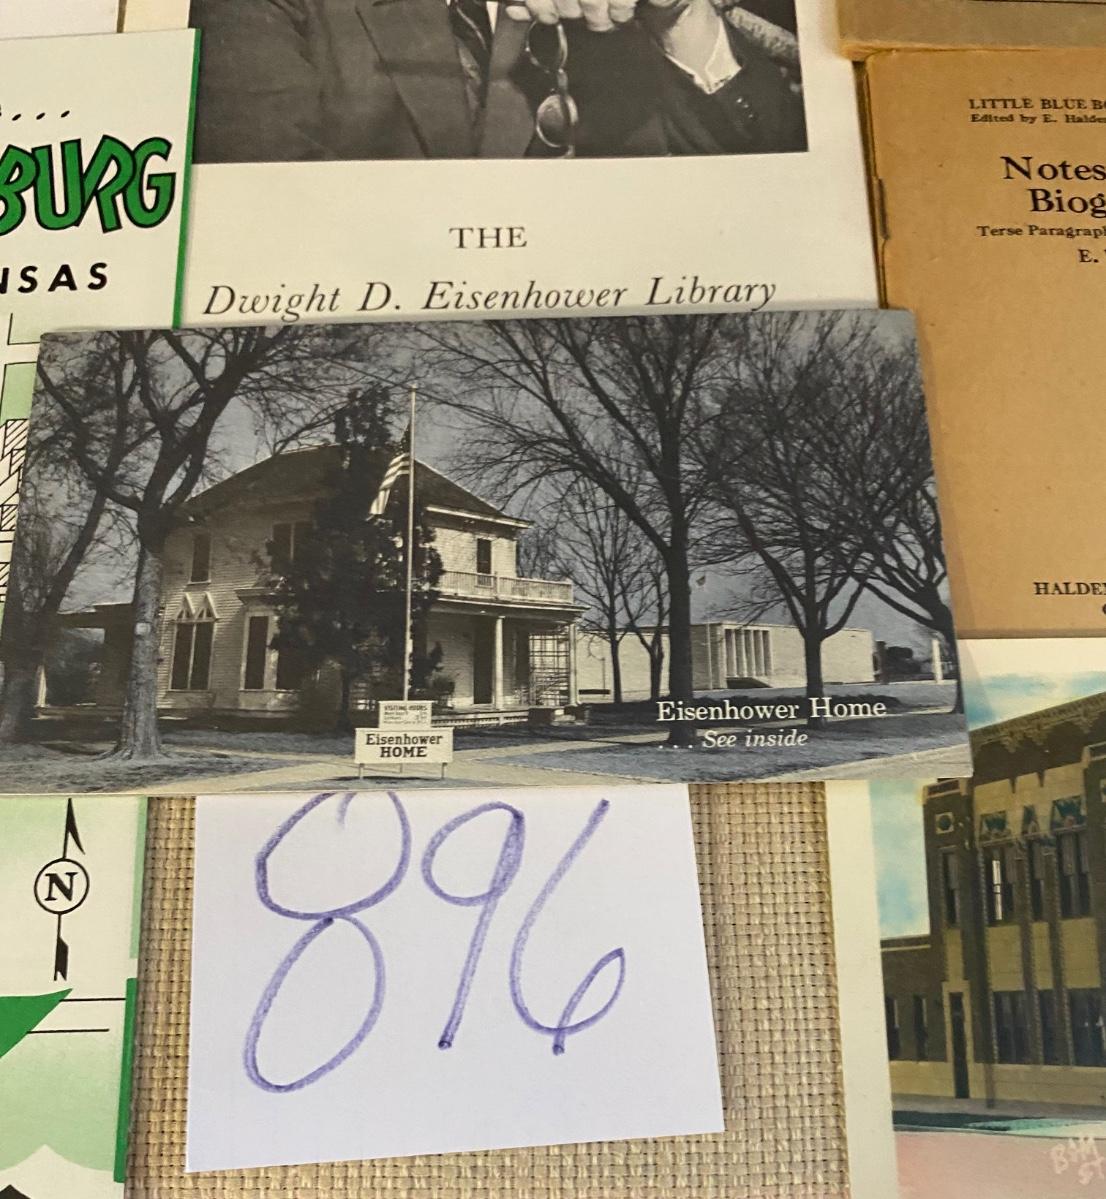 BURG
NSAS
THE
Dwight D. Eisenhower Library
LITTLE BLUE B
Edited by E. Halde
Notes
Biog
Terse Paragrap
E.
Eisenhower
HOME
Eisenhower Home
... See inside
HALDE
N
896